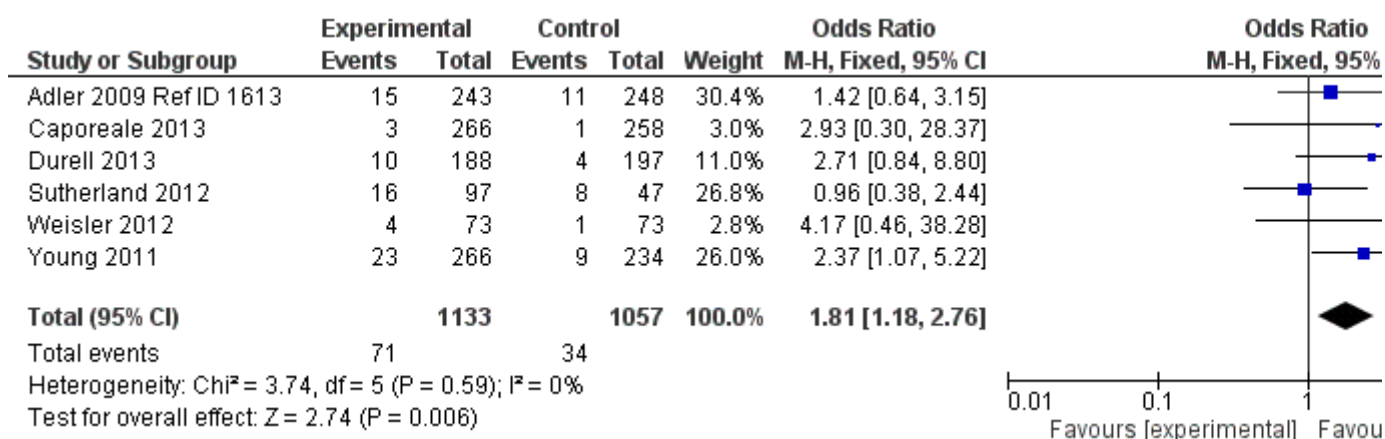 Experimental Control Odds Ratio Odds Ratio
Study or Subgroup Events Total Events Total Weight M-H, Fixed, 95% CI M-H, Fixed, 95%
Adler 2009 Ref ID 1613 15 243 11 248 30.4% 1.42 [0.64, 3.15]
Caporeale 2013 3 266 1 258 3.0% 2.93 [0.30, 28.37]
Durell 2013 10 188 4 197 11.0% 2.71 [0.84, 8.80]
Sutherland 2012 16 97 8 47 26.8% 0.96 [0.38, 2.44]
Weisler 2012 4 73 1 73 2.8% 4.17 [0.46, 38.28]
Young 2011 23 266 9 234 26.0% 2.37 [1.07, 5.22]
Total (95% CI) 1133 1057 100.0% 1.81 [1.18, 2.76]
Total events 71 34
Heterogeneity: Chi² = 3.74, df = 5 (P = 0.59); I² = 0%
Test for overall effect: Z = 2.74 (P = 0.006)
0.01 0.1 1
Favours [experimental] Favou